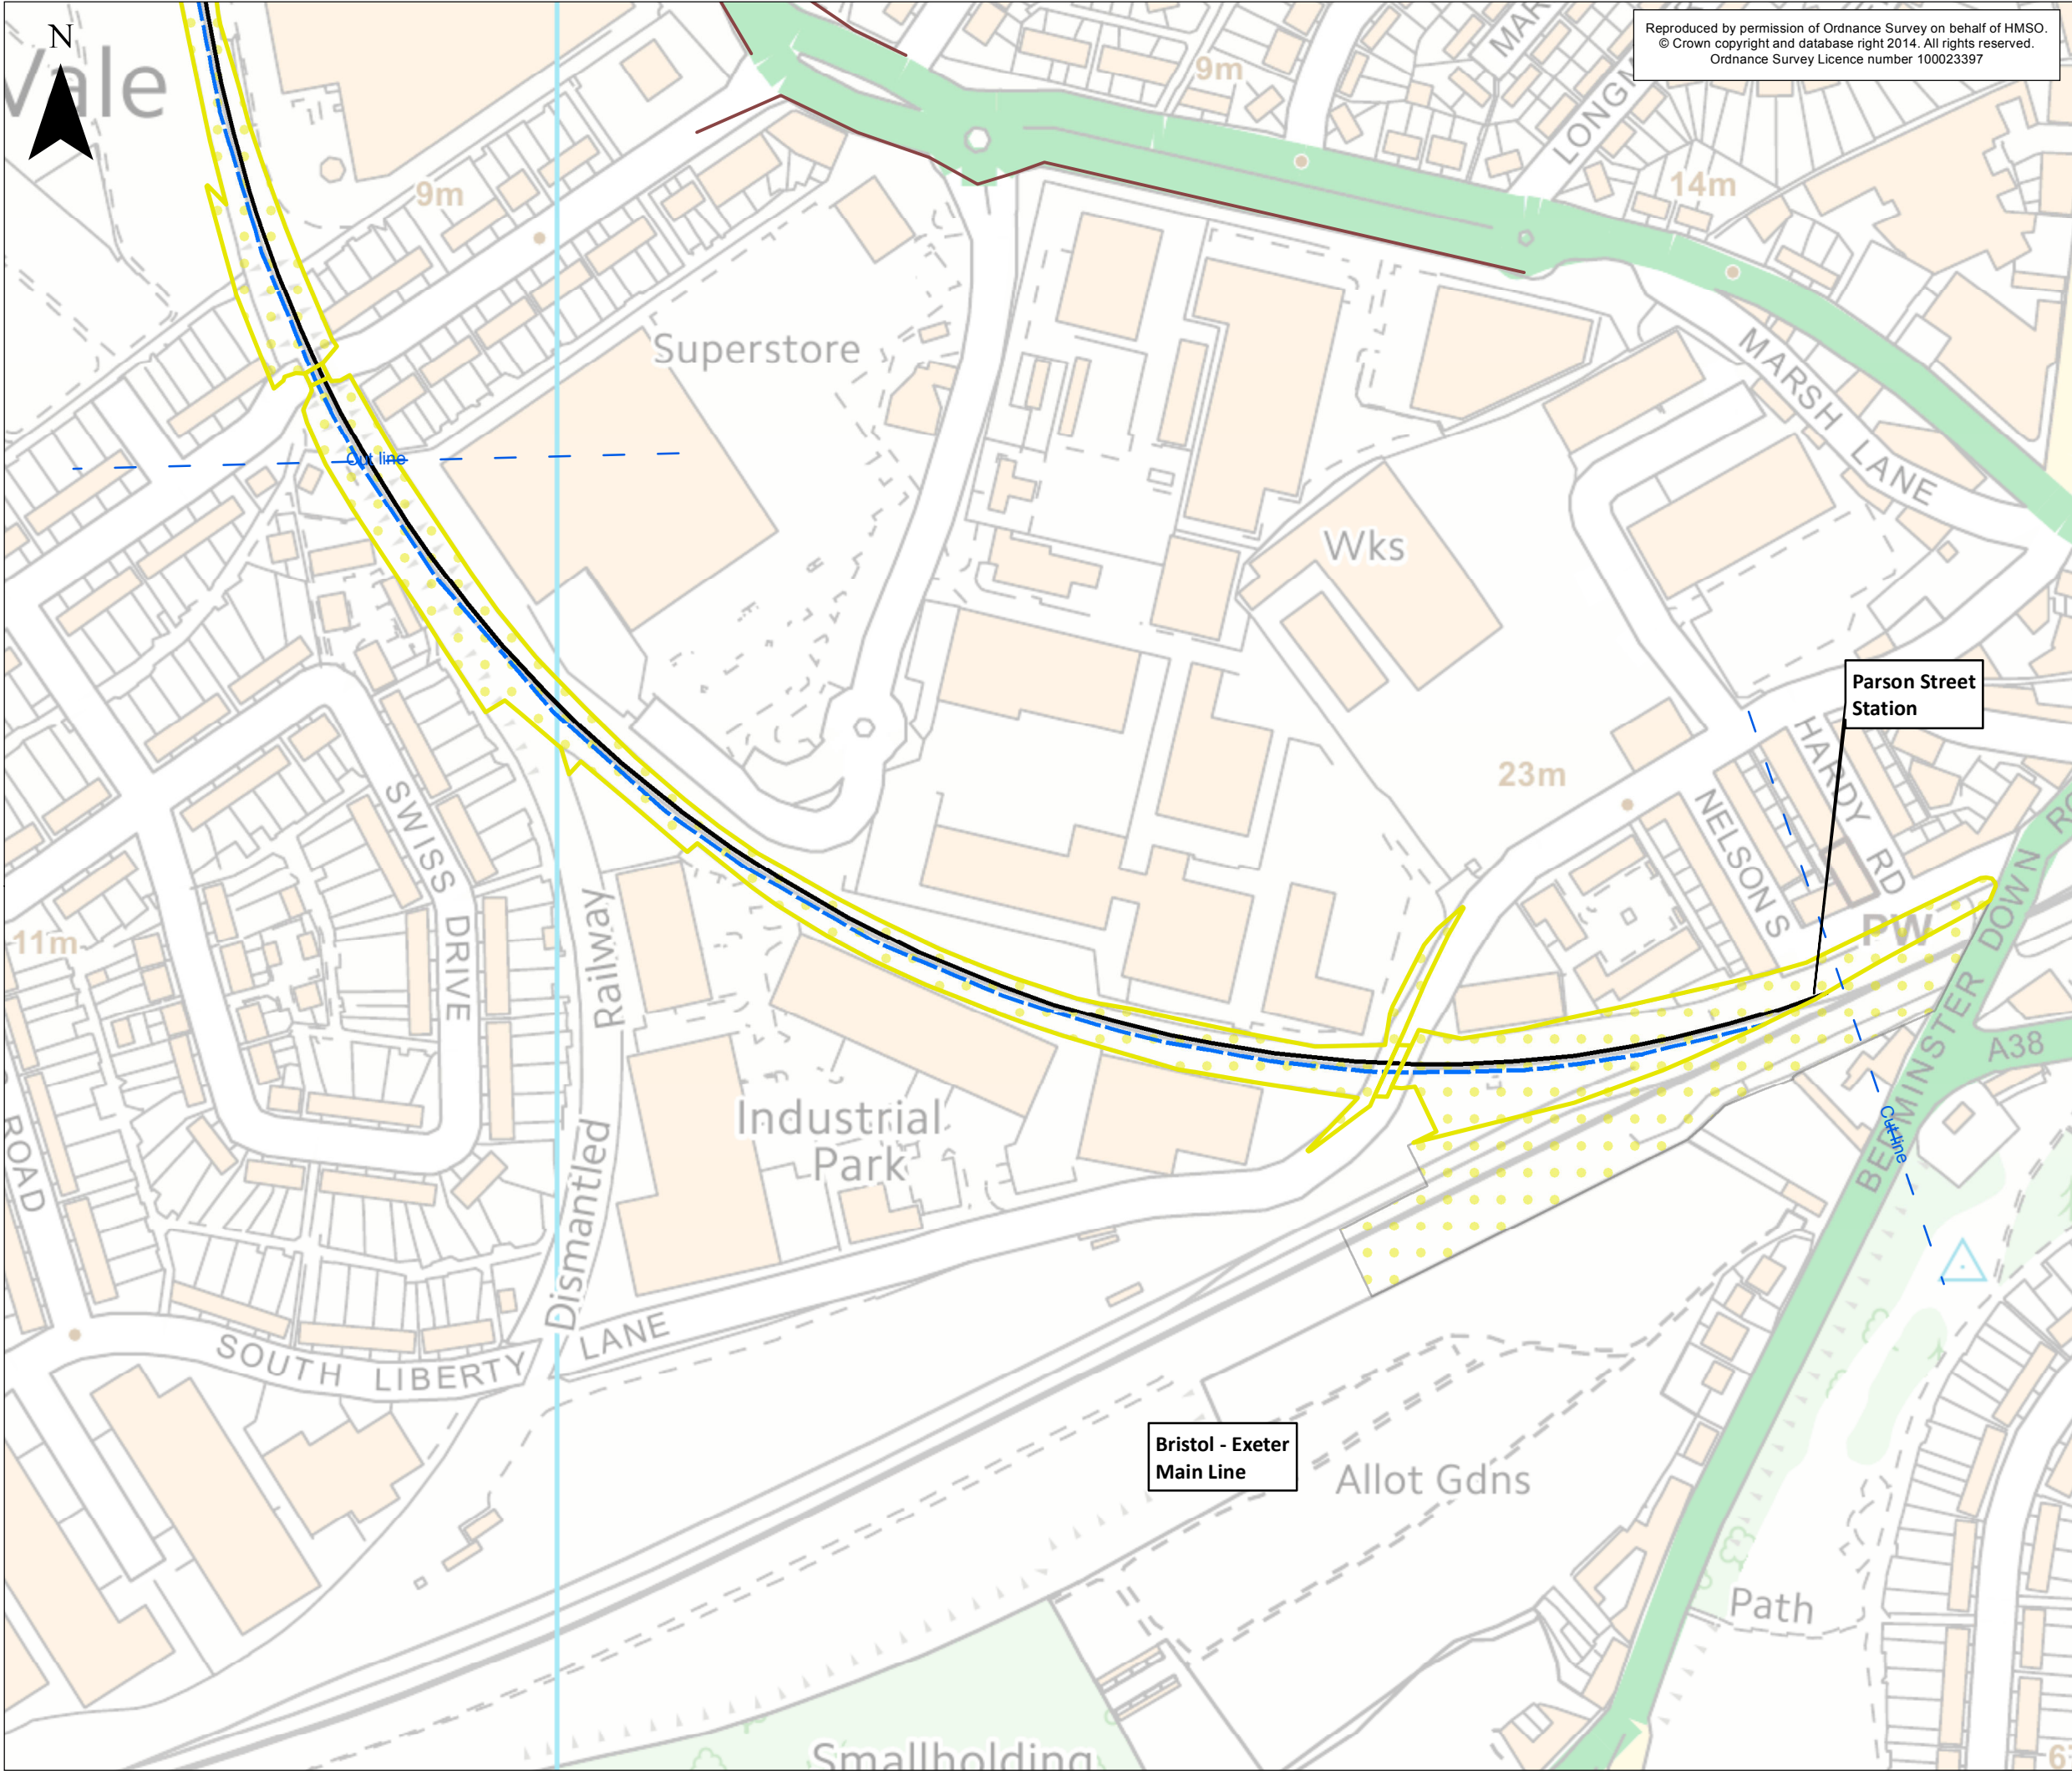 Reproduced by permission of Ordnance Survey on behalf of HMSO.
© Crown copyright and database right 2014. All rights reserved.
Ordnance Survey Licence number 100023397
N
Vale
9m
9m
14m
Superstore
MARSH LANE
Cut line
Wks
Parson Street
Station
23m
HARDY RD
NELSON S
SWISS DRIVE
11m
PW
Dismantled Railway
BEDMINSTER DOWN
A38
Industrial
Park
ROAD
Cut line
SOUTH LIBERTY LANE
Bristol - Exeter
Main Line
Allot Gdns
Path
Smallholding